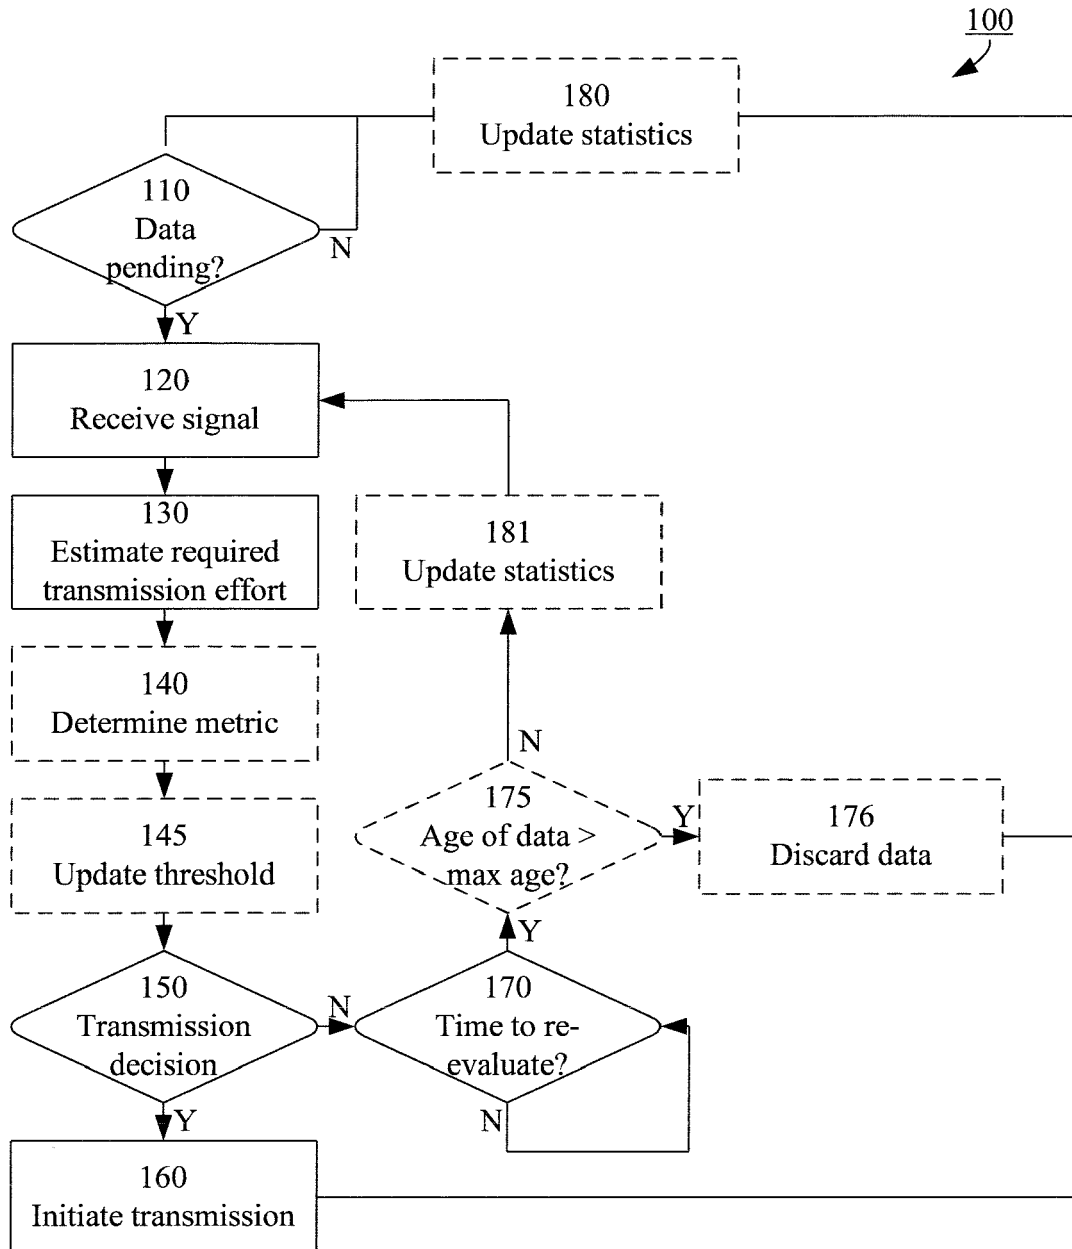 100
180
Update statistics
110
Data
pending?
N
Y
120
Receive signal
130
Estimate required
transmission effort
181
Update statistics
140
Determine metric
N
145
Update threshold
175
Age of data >
max age?
Y
176
Discard data
Y
150
Transmission
decision
N
170
Time to re-
evaluate?
N
Y
160
Initiate transmission